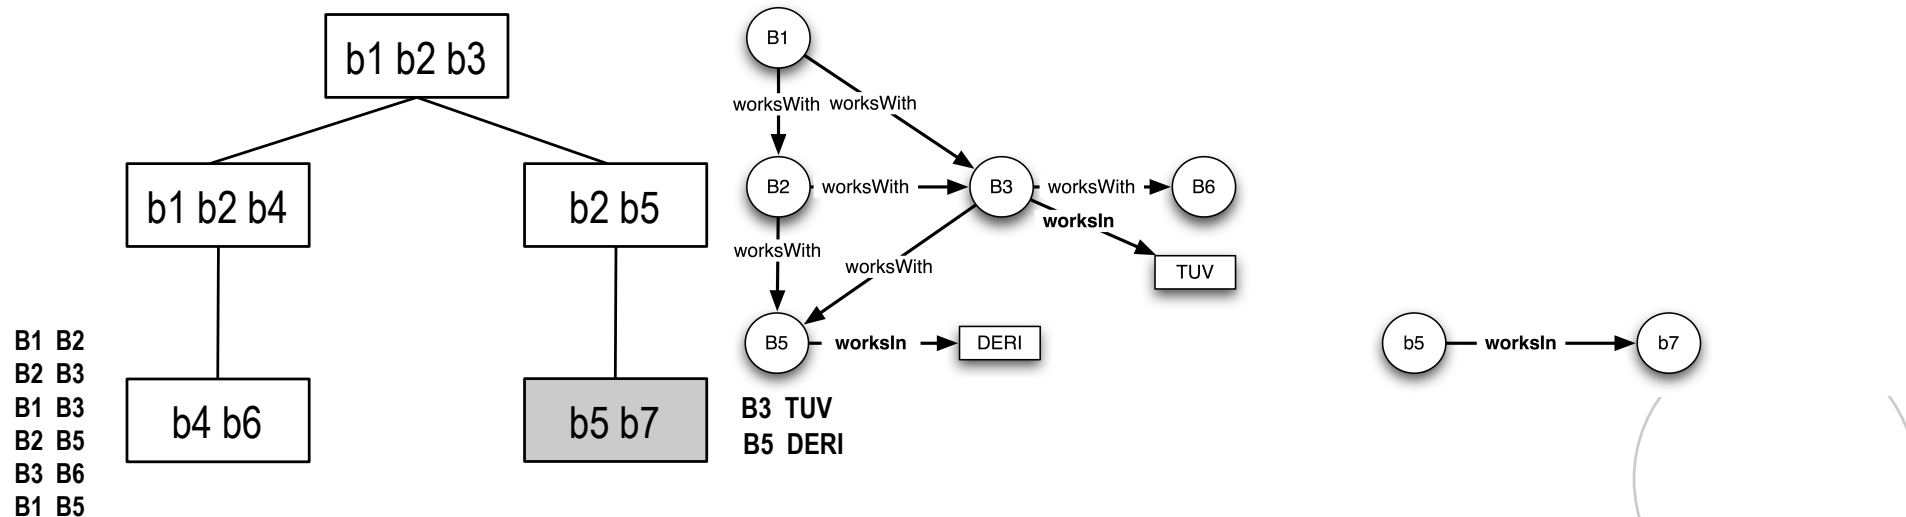 b1 b2 b3
b1 b2 b4
b2 b5
b4 b6
b5 b7
B1 B2
B2 B3
B1 B3
B2 B5
B3 B6
B1 B5
B1
worksWith worksWith
B2 worksWith B3 worksWith B6
worksIn
worksWith
worksWith
TUV
B5 worksIn DERI
B3 TUV
B5 DERI
b5 worksIn b7